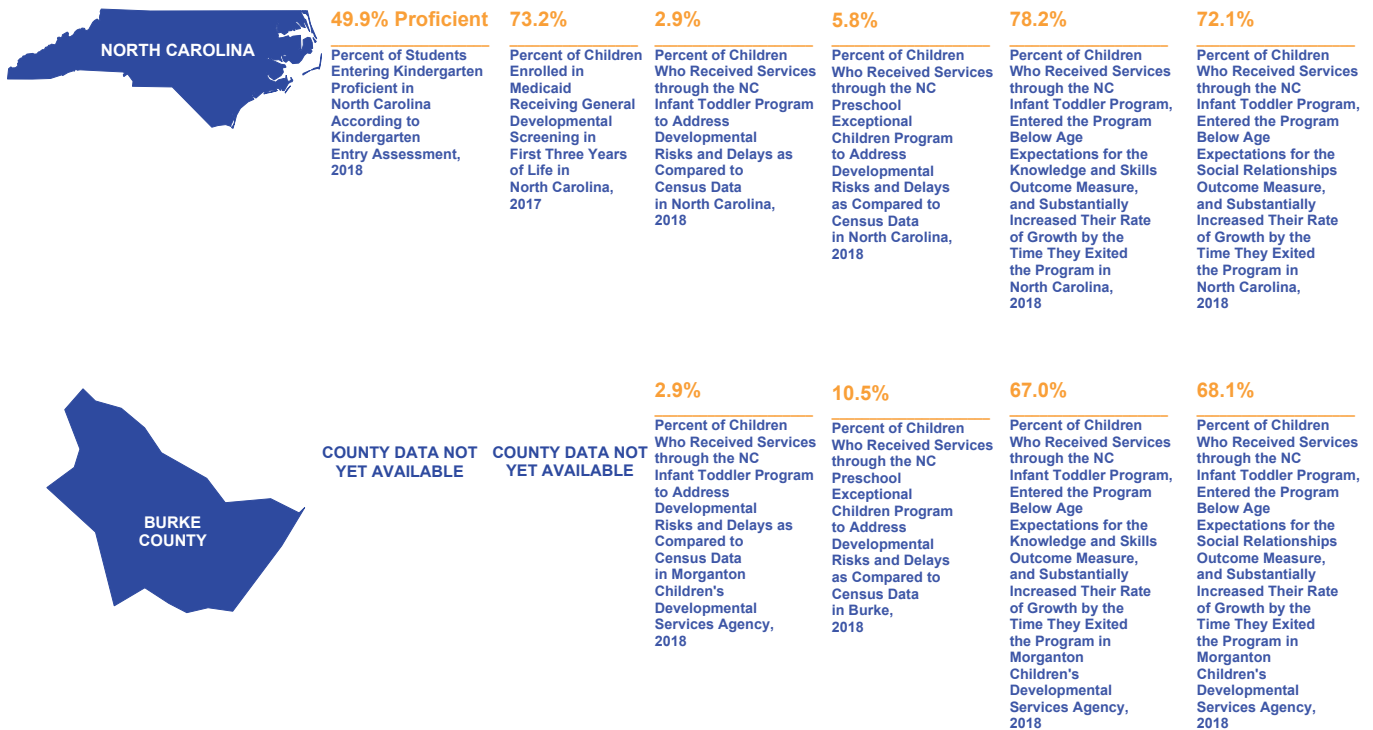 NORTH CAROLINA
49.9% Proficient
Percent of Students
Entering Kindergarten
Proficient in
North Carolina
According to
Kindergarten
Entry Assessment,
2018
73.2%
Percent of Children
Enrolled in
Medicaid
Receiving General
Developmental
Screening in
First Three Years
of Life in
North Carolina,
2017
2.9%
Percent of Children
Who Received Services
through the NC
Infant Toddler Program
to Address
Developmental
Risks and Delays as
Compared to
Census Data
in North Carolina,
2018
5.8%
Percent of Children
Who Received Services
through the NC
Preschool
Exceptional
Children Program
to Address
Developmental
Risks and Delays
as Compared to
Census Data
in North Carolina,
2018
78.2%
Percent of Children
Who Received Services
through the NC
Infant Toddler Program,
Entered the Program
Below Age
Expectations for the
Knowledge and Skills
Outcome Measure,
and Substantially
Increased Their Rate
of Growth by the
Time They Exited
the Program in
North Carolina,
2018
72.1%
Percent of Children
Who Received Services
through the NC
Infant Toddler Program,
Entered the Program
Below Age
Expectations for the
Social Relationships
Outcome Measure,
and Substantially
Increased Their Rate
of Growth by the
Time They Exited
the Program in
North Carolina,
2018
BURKE
COUNTY
COUNTY DATA NOT
YET AVAILABLE
COUNTY DATA NOT
YET AVAILABLE
2.9%
Percent of Children
Who Received Services
through the NC
Infant Toddler Program
to Address
Developmental
Risks and Delays as
Compared to
Census Data
in Morganton
Children's
Developmental
Services Agency,
2018
10.5%
Percent of Children
Who Received Services
through the NC
Preschool
Exceptional
Children Program
to Address
Developmental
Risks and Delays
as Compared to
Census Data
in Burke,
2018
67.0%
Percent of Children
Who Received Services
through the NC
Infant Toddler Program,
Entered the Program
Below Age
Expectations for the
Knowledge and Skills
Outcome Measure,
and Substantially
Increased Their Rate
of Growth by the
Time They Exited
the Program in
Morganton
Children's
Developmental
Services Agency,
2018
68.1%
Percent of Children
Who Received Services
through the NC
Infant Toddler Program,
Entered the Program
Below Age
Expectations for the
Social Relationships
Outcome Measure,
and Substantially
Increased Their Rate
of Growth by the
Time They Exited
the Program in
Morganton
Children's
Developmental
Services Agency,
2018